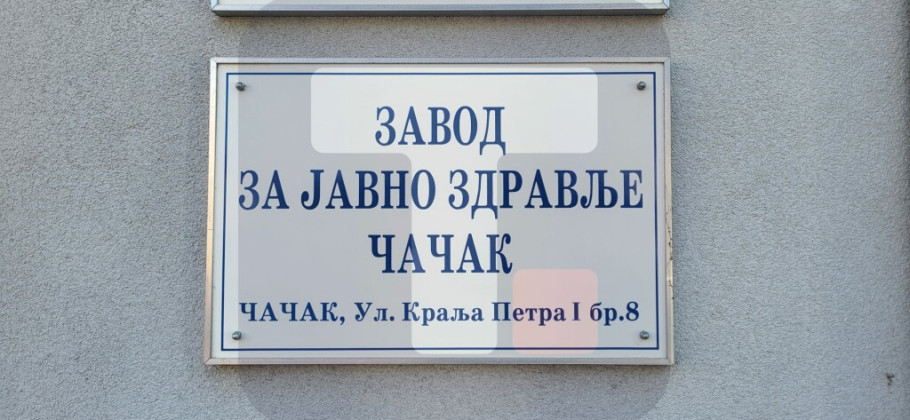 ЗАВОД
ЗА ЈАВНО ЗДРАВЉЕ
ЧАЧАК
ЧАЧАК, Ул. Краља Петра I бр.8